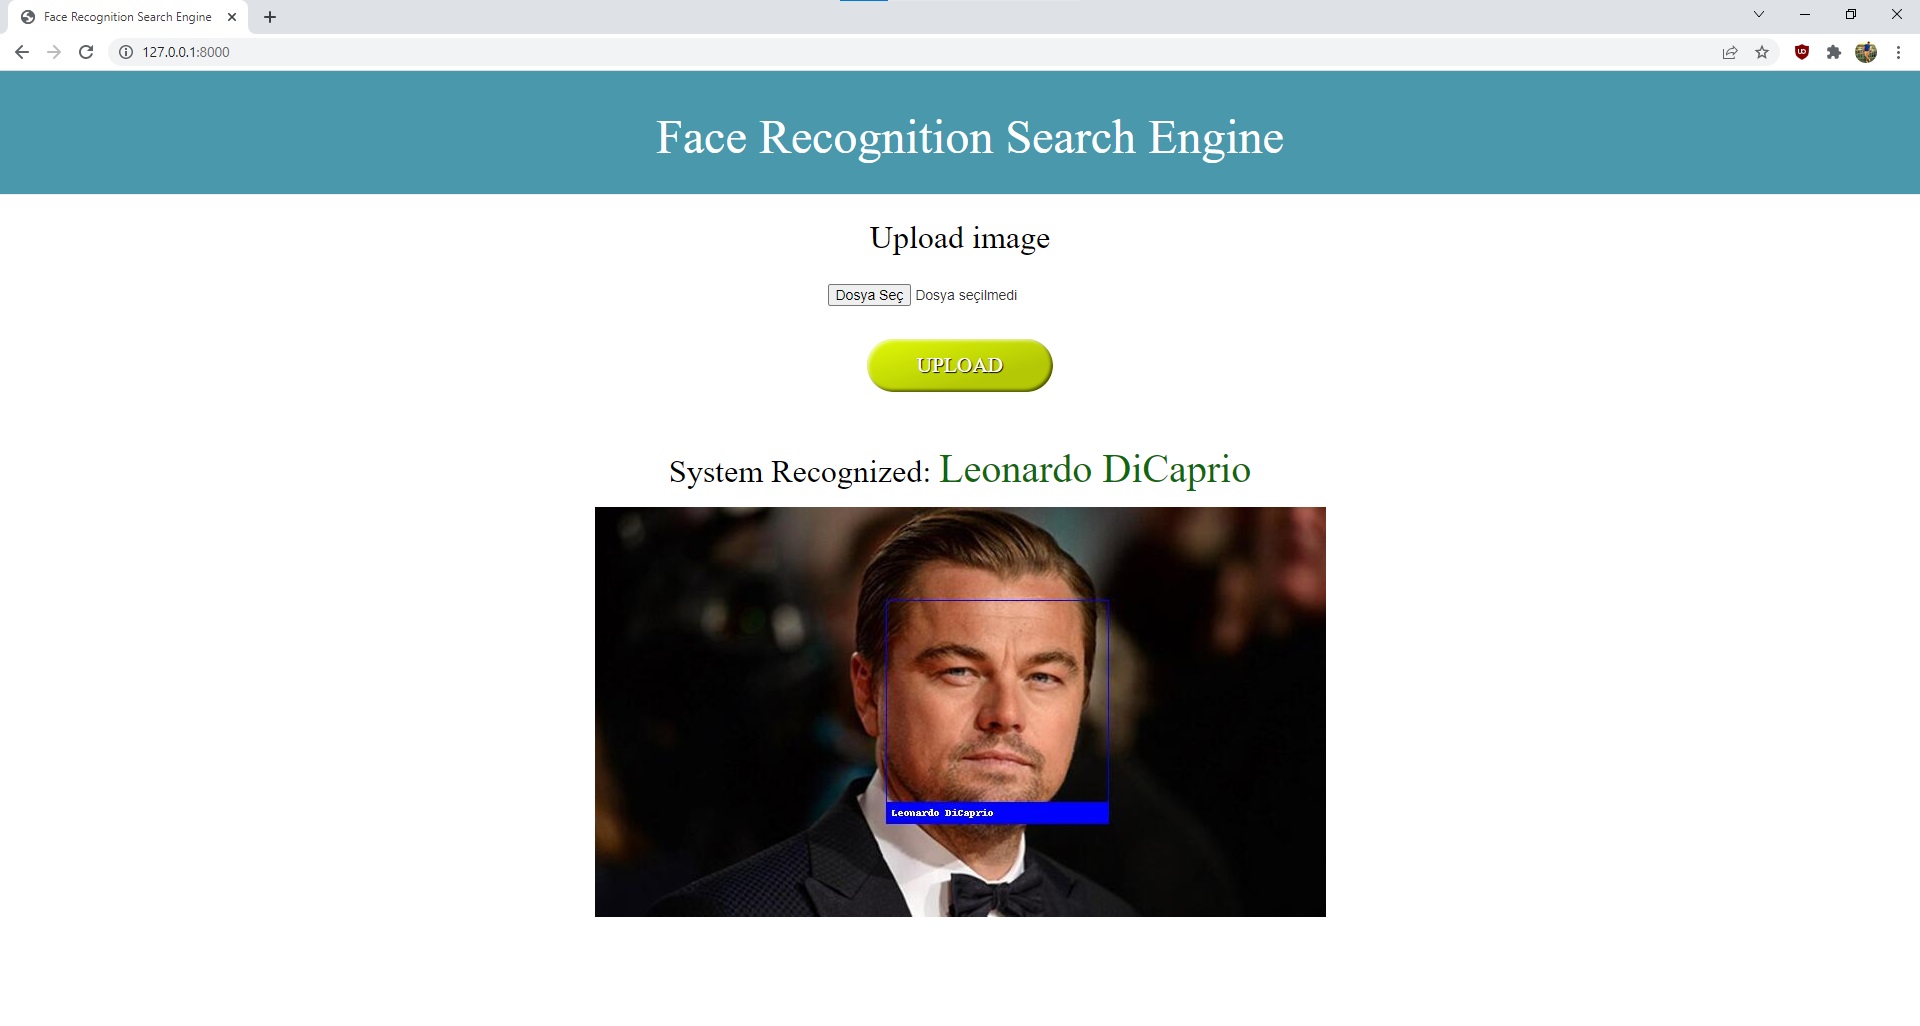 Face Recognition Search Engine
127.0.0.1:8000
Face Recognition Search Engine
Upload image
Dosya Seç Dosya seçilmedi
UPLOAD
System Recognized: Leonardo DiCaprio
Leonardo DiCaprio